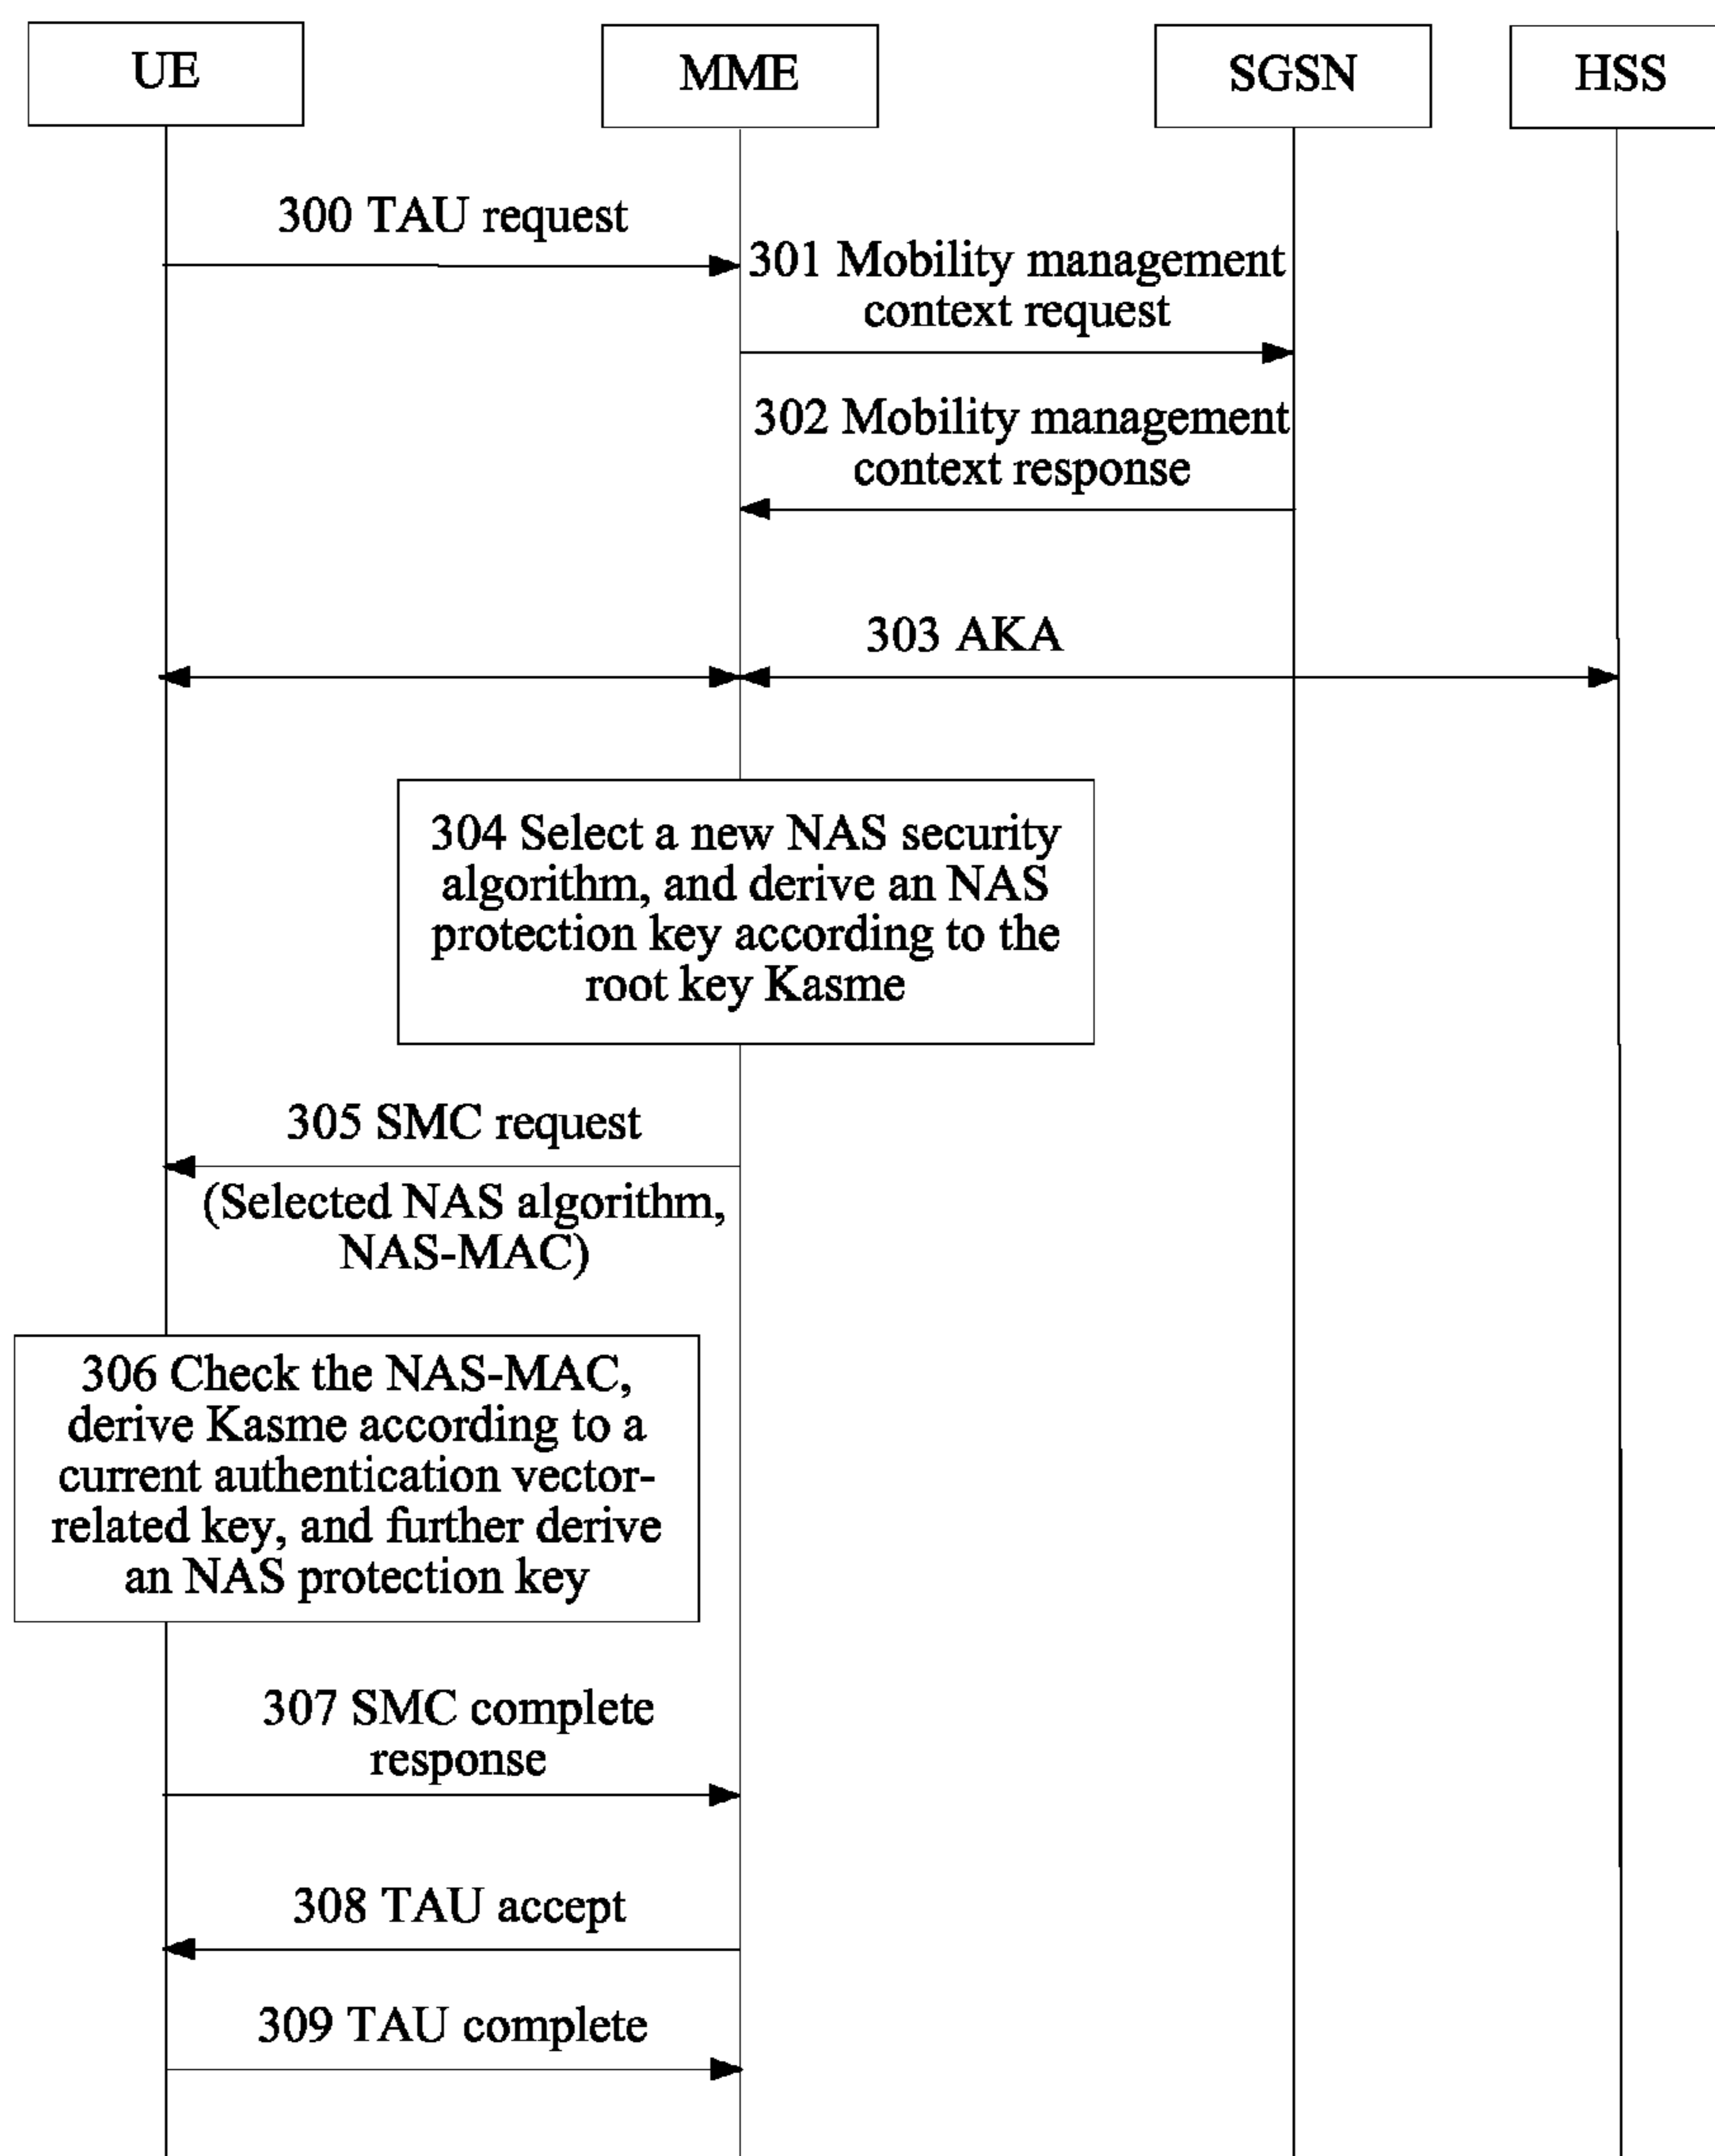 UE
MME
SGSN
HSS
300 TAU request
301 Mobility management
context request
302 Mobility management
context response
303 AKA
304 Select a new NAS security
algorithm, and derive an NAS
protection key according to the
root key Kasme
305 SMC request
(Selected NAS algorithm,
NAS-MAC)
306 Check the NAS-MAC,
derive Kasme according to a
current authentication vector-
related key, and further derive
an NAS protection key
307 SMC complete
response
308 TAU accept
309 TAU complete